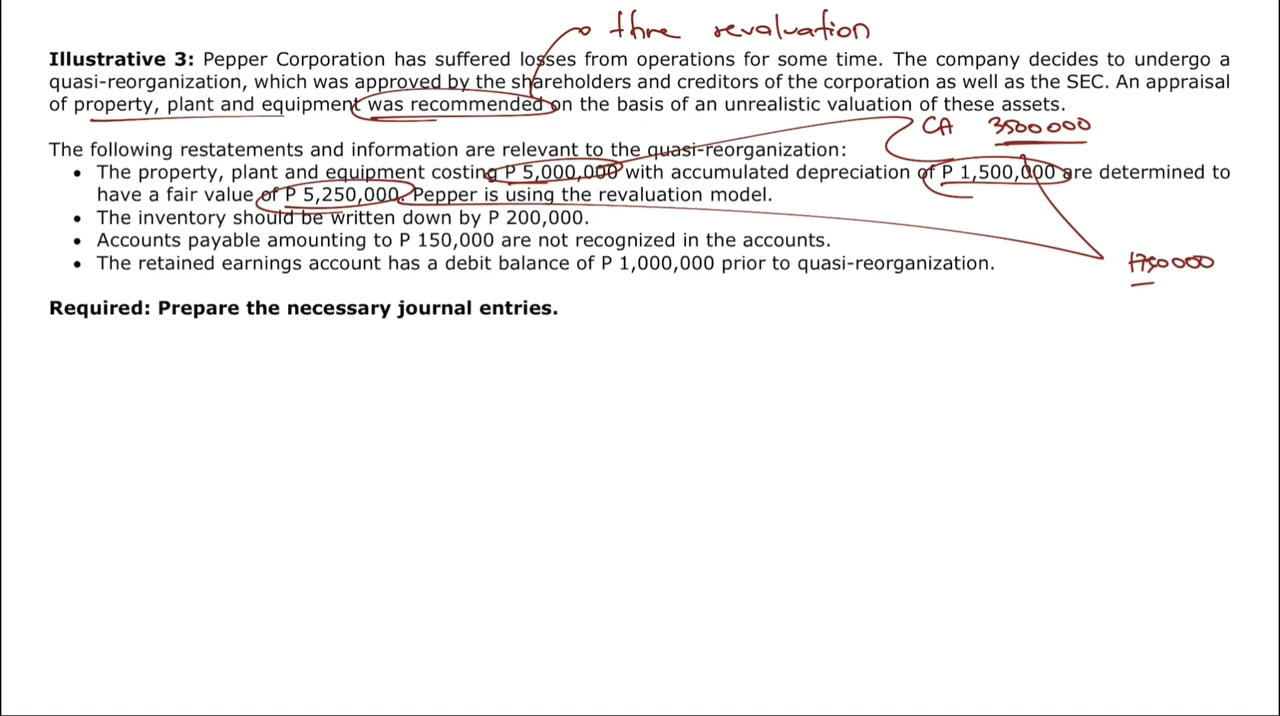 thru revaluation
Illustrative 3: Pepper Corporation has suffered losses from operations for some time. The company decides to undergo a
quasi-reorganization, which was approved by the shareholders and creditors of the corporation as well as the SEC. An appraisal
of property, plant and equipment was recommended on the basis of an unrealistic valuation of these assets.
CA 3500000
The following restatements and information are relevant to the quasi-reorganization:
• The property, plant and equipment costing P 5,000,000 with accumulated depreciation of P 1,500,000 are determined to
have a fair value of P 5,250,000. Pepper is using the revaluation model.
• The inventory should be written down by P 200,000.
• Accounts payable amounting to P 150,000 are not recognized in the accounts.
• The retained earnings account has a debit balance of P 1,000,000 prior to quasi-reorganization.
1750000
Required: Prepare the necessary journal entries.